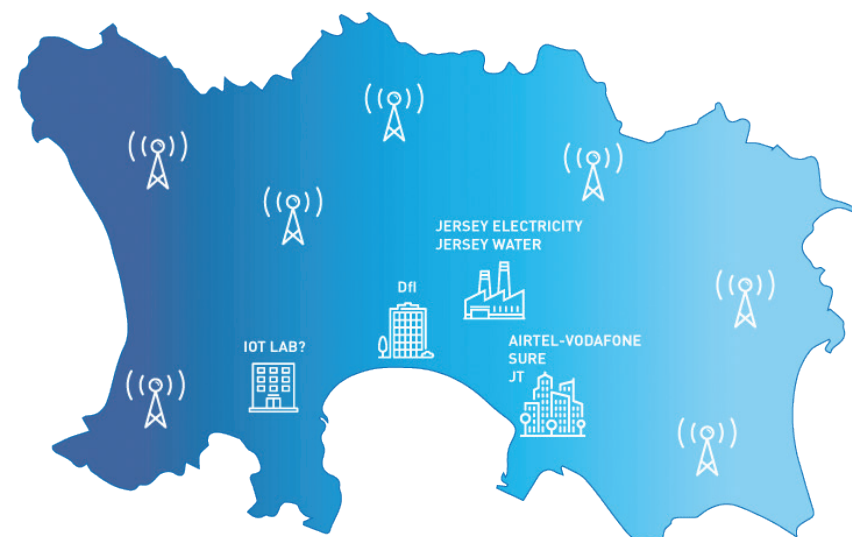 JERSEY ELECTRICITY
JERSEY WATER
DfI
AIRTEL-VODAFONE
SURE
JT
IOT LAB?